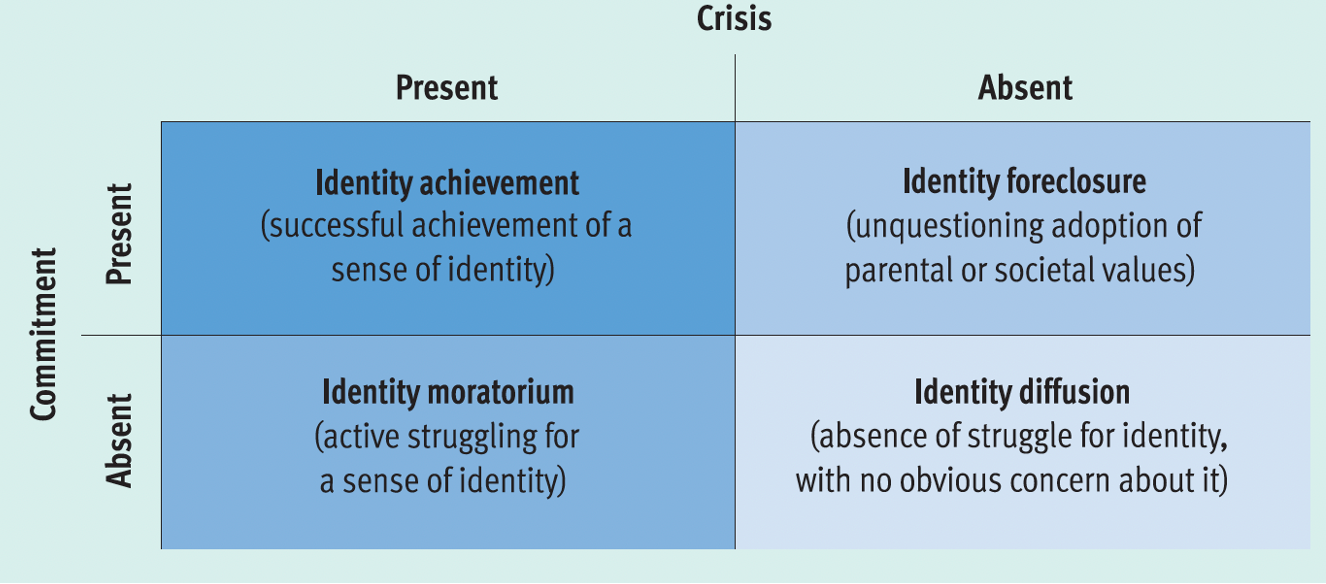 Crisis
Present
Absent
Commitment
Present
Identity achievement
(successful achievement of a
sense of identity)
Identity foreclosure
(unquestioning adoption of
parental or societal values)
Absent
Identity moratorium
(active struggling for
a sense of identity)
Identity diffusion
(absence of struggle for identity,
with no obvious concern about it)